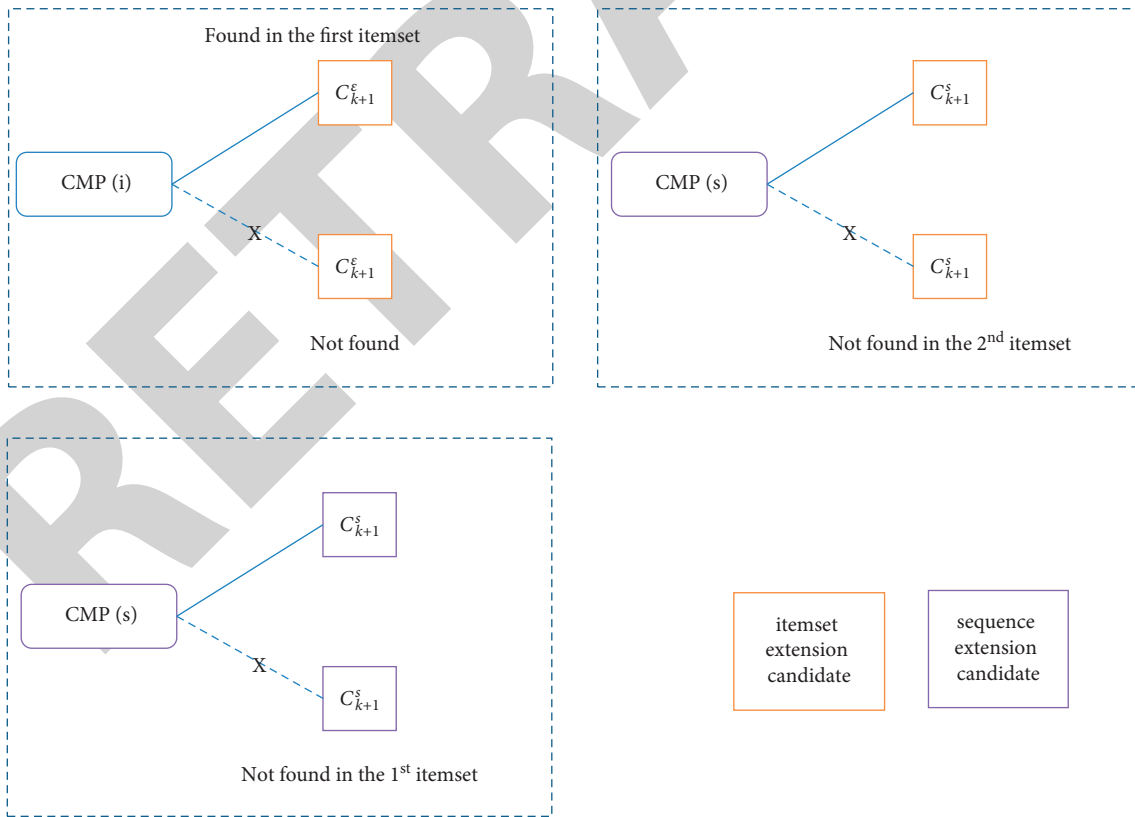 Found in the first itemset
C^ε_{k+1}
CMP (i)
X
C^ε_{k+1}
Not found
C^s_{k+1}
CMP (s)
X
C^s_{k+1}
Not found in the 2nd itemset
C^s_{k+1}
CMP (s)
X
C^s_{k+1}
Not found in the 1st itemset
itemset
extension
candidate
sequence
extension
candidate
RETRA